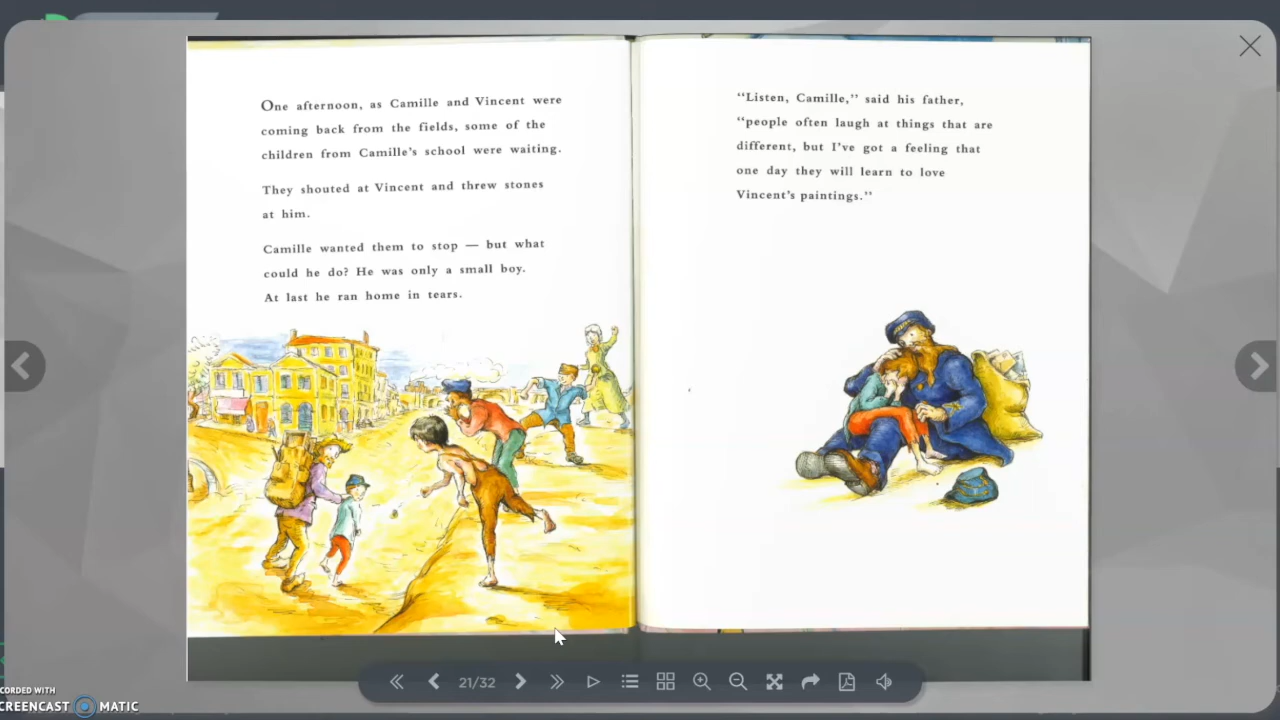 One afternoon, as Camille and Vincent were
coming back from the fields, some of the
children from Camille's school were waiting.
They shouted at Vincent and threw stones
at him.
Camille wanted them to stop — but what
could he do? He was only a small boy.
At last he ran home in tears.
“Listen, Camille,” said his father,
“people often laugh at things that are
different, but I've got a feeling that
one day they will learn to love
Vincent's paintings.”
21/32
CORDED WITH
CREENCAST MATIC